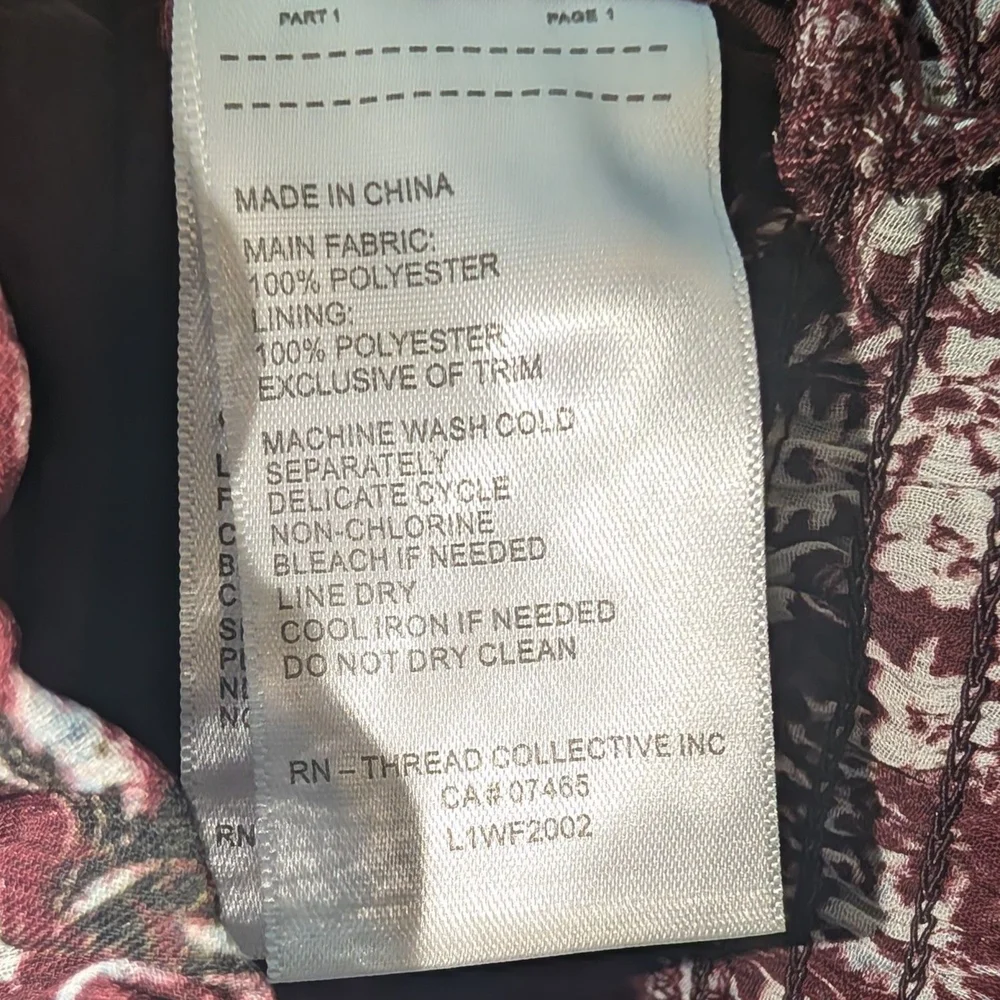 PART 1 PAGE 1
MADE IN CHINA
MAIN FABRIC:
100% POLYESTER
LINING:
100% POLYESTER
EXCLUSIVE OF TRIM
MACHINE WASH COLD
SEPARATELY
DELICATE CYCLE
NON-CHLORINE
BLEACH IF NEEDED
LINE DRY
COOL IRON IF NEEDED
DO NOT DRY CLEAN
RN – THREAD COLLECTIVE INC
CA# 07465
L1WF2002
RN